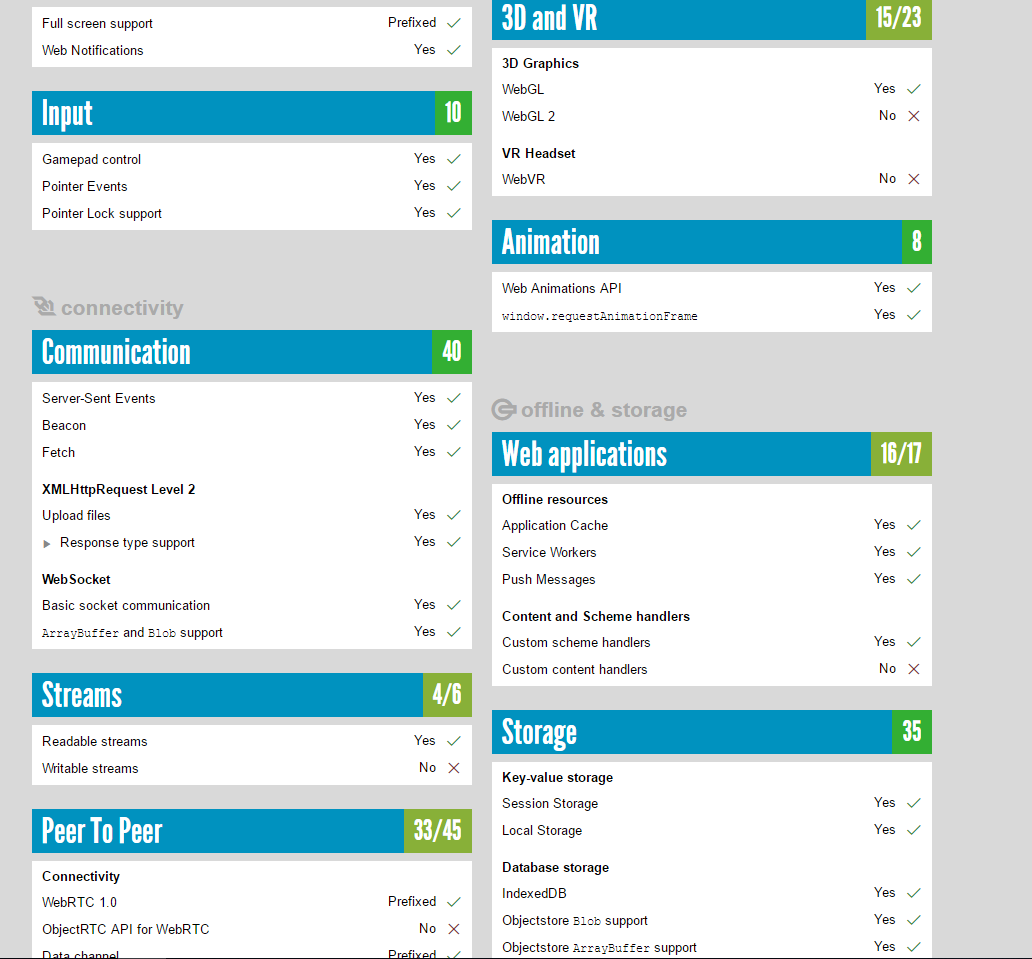 Full screen support Prefixed ✓
Web Notifications Yes ✓
Input 10
Gamepad control Yes ✓
Pointer Events Yes ✓
Pointer Lock support Yes ✓
connectivity
Communication 40
Server-Sent Events Yes ✓
Beacon Yes ✓
Fetch Yes ✓
XMLHttpRequest Level 2
Upload files Yes ✓
Response type support Yes ✓
WebSocket
Basic socket communication Yes ✓
ArrayBuffer and Blob support Yes ✓
Streams 4/6
Readable streams Yes ✓
Writable streams No ✕
Peer To Peer 33/45
Connectivity
WebRTC 1.0 Prefixed ✓
ObjectRTC API for WebRTC No ✕
Data channel Prefixed ✓
3D and VR 15/23
3D Graphics
WebGL Yes ✓
WebGL 2 No ✕
VR Headset
WebVR No ✕
Animation 8
Web Animations API Yes ✓
window.requestAnimationFrame Yes ✓
offline & storage
Web applications 16/17
Offline resources
Application Cache Yes ✓
Service Workers Yes ✓
Push Messages Yes ✓
Content and Scheme handlers
Custom scheme handlers Yes ✓
Custom content handlers No ✕
Storage 35
Key-value storage
Session Storage Yes ✓
Local Storage Yes ✓
Database storage
IndexedDB Yes ✓
Objectstore Blob support Yes ✓
Objectstore ArrayBuffer support Yes ✓